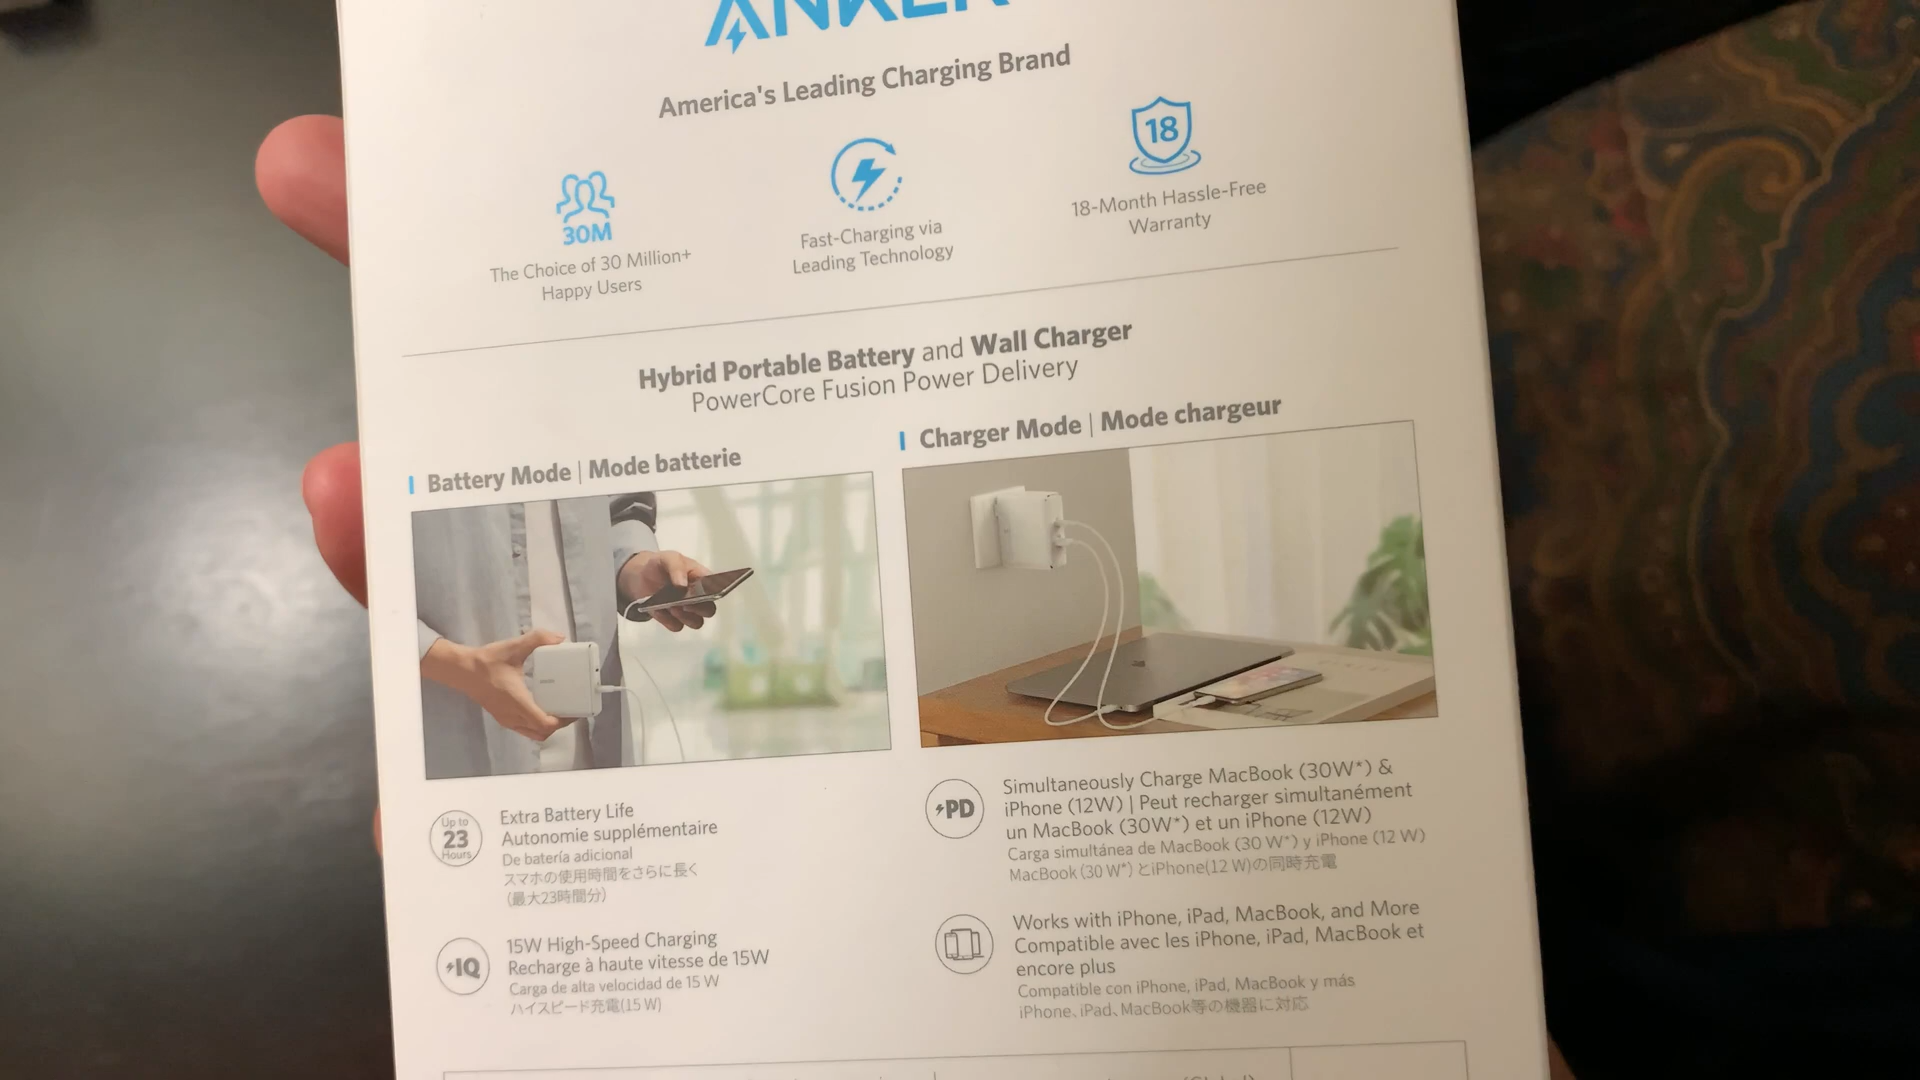 ANKER
America's Leading Charging Brand
30M
The Choice of 30 Million+
Happy Users
Fast-Charging via
Leading Technology
18
18-Month Hassle-Free
Warranty
Hybrid Portable Battery and Wall Charger
PowerCore Fusion Power Delivery
Battery Mode | Mode batterie
Up to
23
Hours
Extra Battery Life
Autonomie supplémentaire
De batería adicional
スマホの使用時間をさらに長く
(最大23時間分)
IQ
15W High-Speed Charging
Recharge à haute vitesse de 15W
Carga de alta velocidad de 15 W
ハイスピード充電(15 W)
Charger Mode | Mode chargeur
PD
Simultaneously Charge MacBook (30W*) &
iPhone (12W) | Peut recharger simultanément
un MacBook (30W*) et un iPhone (12W)
Carga simultánea de MacBook (30 W*) y iPhone (12 W)
MacBook (30 W*) とiPhone(12 W)の同時充電
Works with iPhone, iPad, MacBook, and More
Compatible avec les iPhone, iPad, MacBook et
encore plus
Compatible con iPhone, iPad, MacBook y más
iPhone、iPad、MacBook等の機器に対応